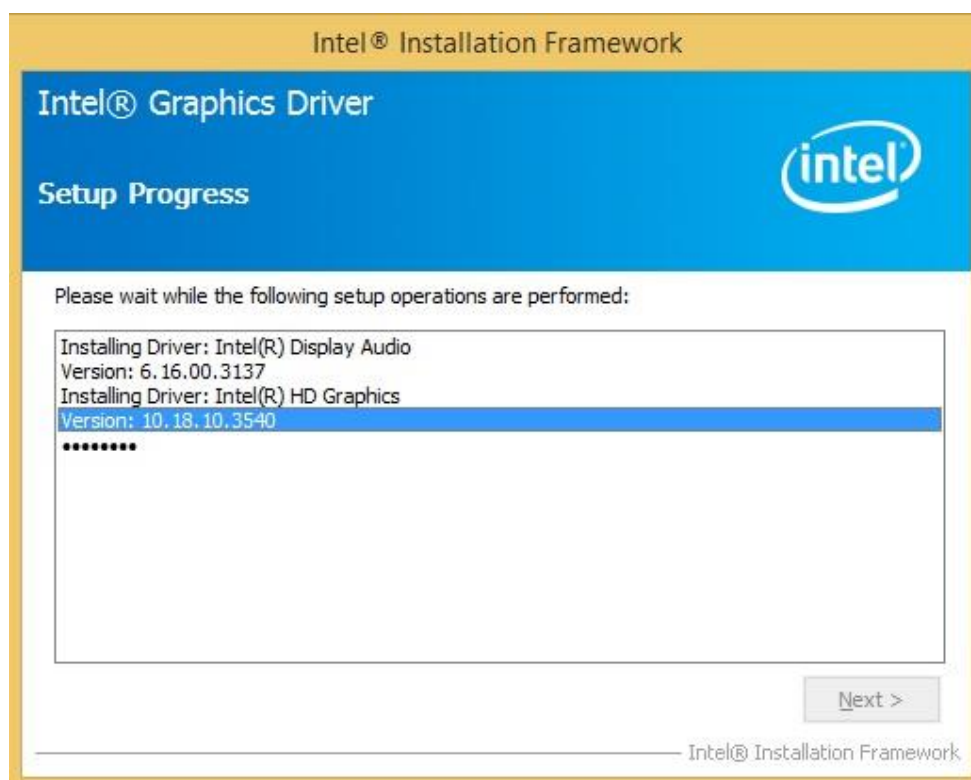 Intel® Installation Framework
Intel® Graphics Driver
intel
Setup Progress
Please wait while the following setup operations are performed:
Installing Driver: Intel(R) Display Audio
Version: 6.16.00.3137
Installing Driver: Intel(R) HD Graphics
Version: 10.18.10.3540
••••••••
Next >
Intel® Installation Framework